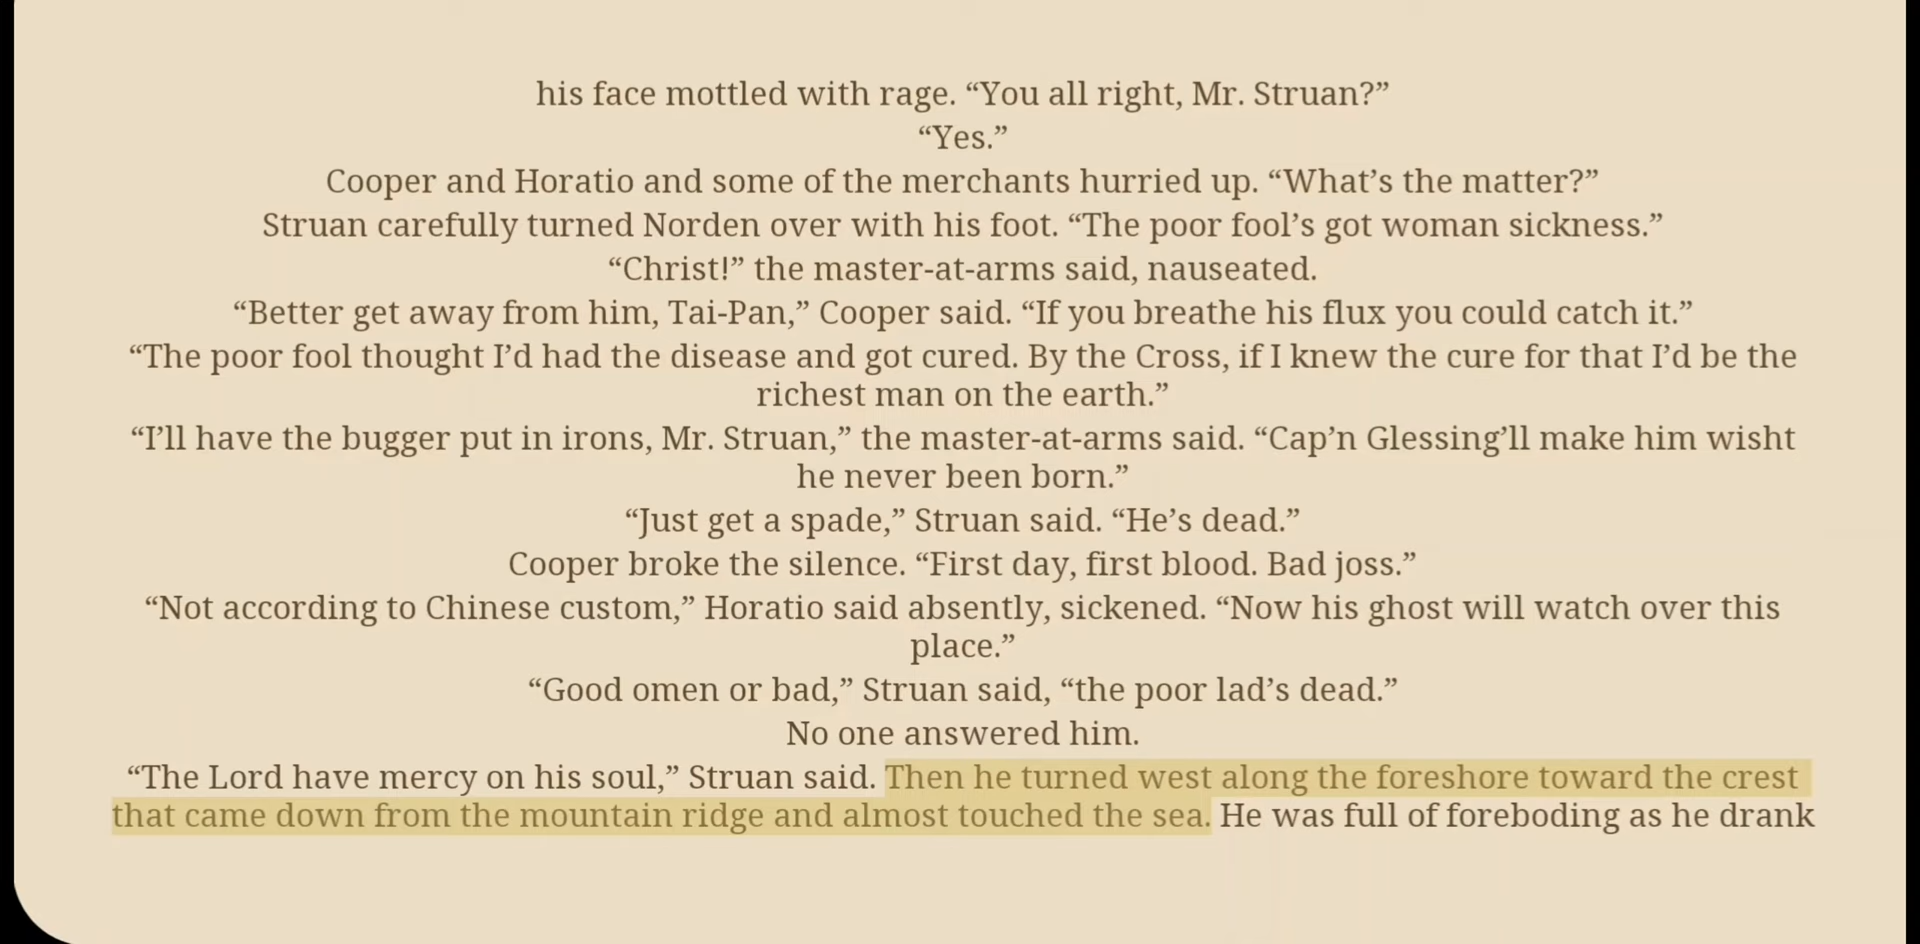 his face mottled with rage. “You all right, Mr. Struan?”
“Yes.”
Cooper and Horatio and some of the merchants hurried up. “What’s the matter?”
Struan carefully turned Norden over with his foot. “The poor fool’s got woman sickness.”
“Christ!” the master-at-arms said, nauseated.
“Better get away from him, Tai-Pan,” Cooper said. “If you breathe his flux you could catch it.”
“The poor fool thought I’d had the disease and got cured. By the Cross, if I knew the cure for that I’d be the
richest man on the earth.”
“I’ll have the bugger put in irons, Mr. Struan,” the master-at-arms said. “Cap’n Glessing’ll make him wisht
he never been born.”
“Just get a spade,” Struan said. “He’s dead.”
Cooper broke the silence. “First day, first blood. Bad joss.”
“Not according to Chinese custom,” Horatio said absently, sickened. “Now his ghost will watch over this
place.”
“Good omen or bad,” Struan said, “the poor lad’s dead.”
No one answered him.
“The Lord have mercy on his soul,” Struan said. Then he turned west along the foreshore toward the crest
that came down from the mountain ridge and almost touched the sea. He was full of foreboding as he drank